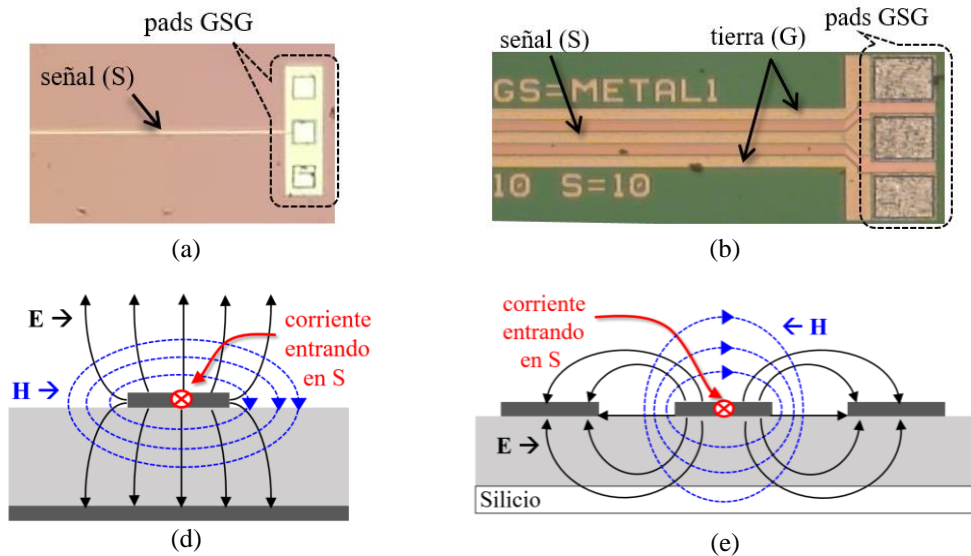 pads GSG
señal (S)
(a)
pads GSG
señal (S)
tierra (G)
GS=METAL1
10 S=10
(b)
E →
H →
corriente
entrando
en S
(d)
corriente
entrando
en S
← H
E →
Silicio
(e)